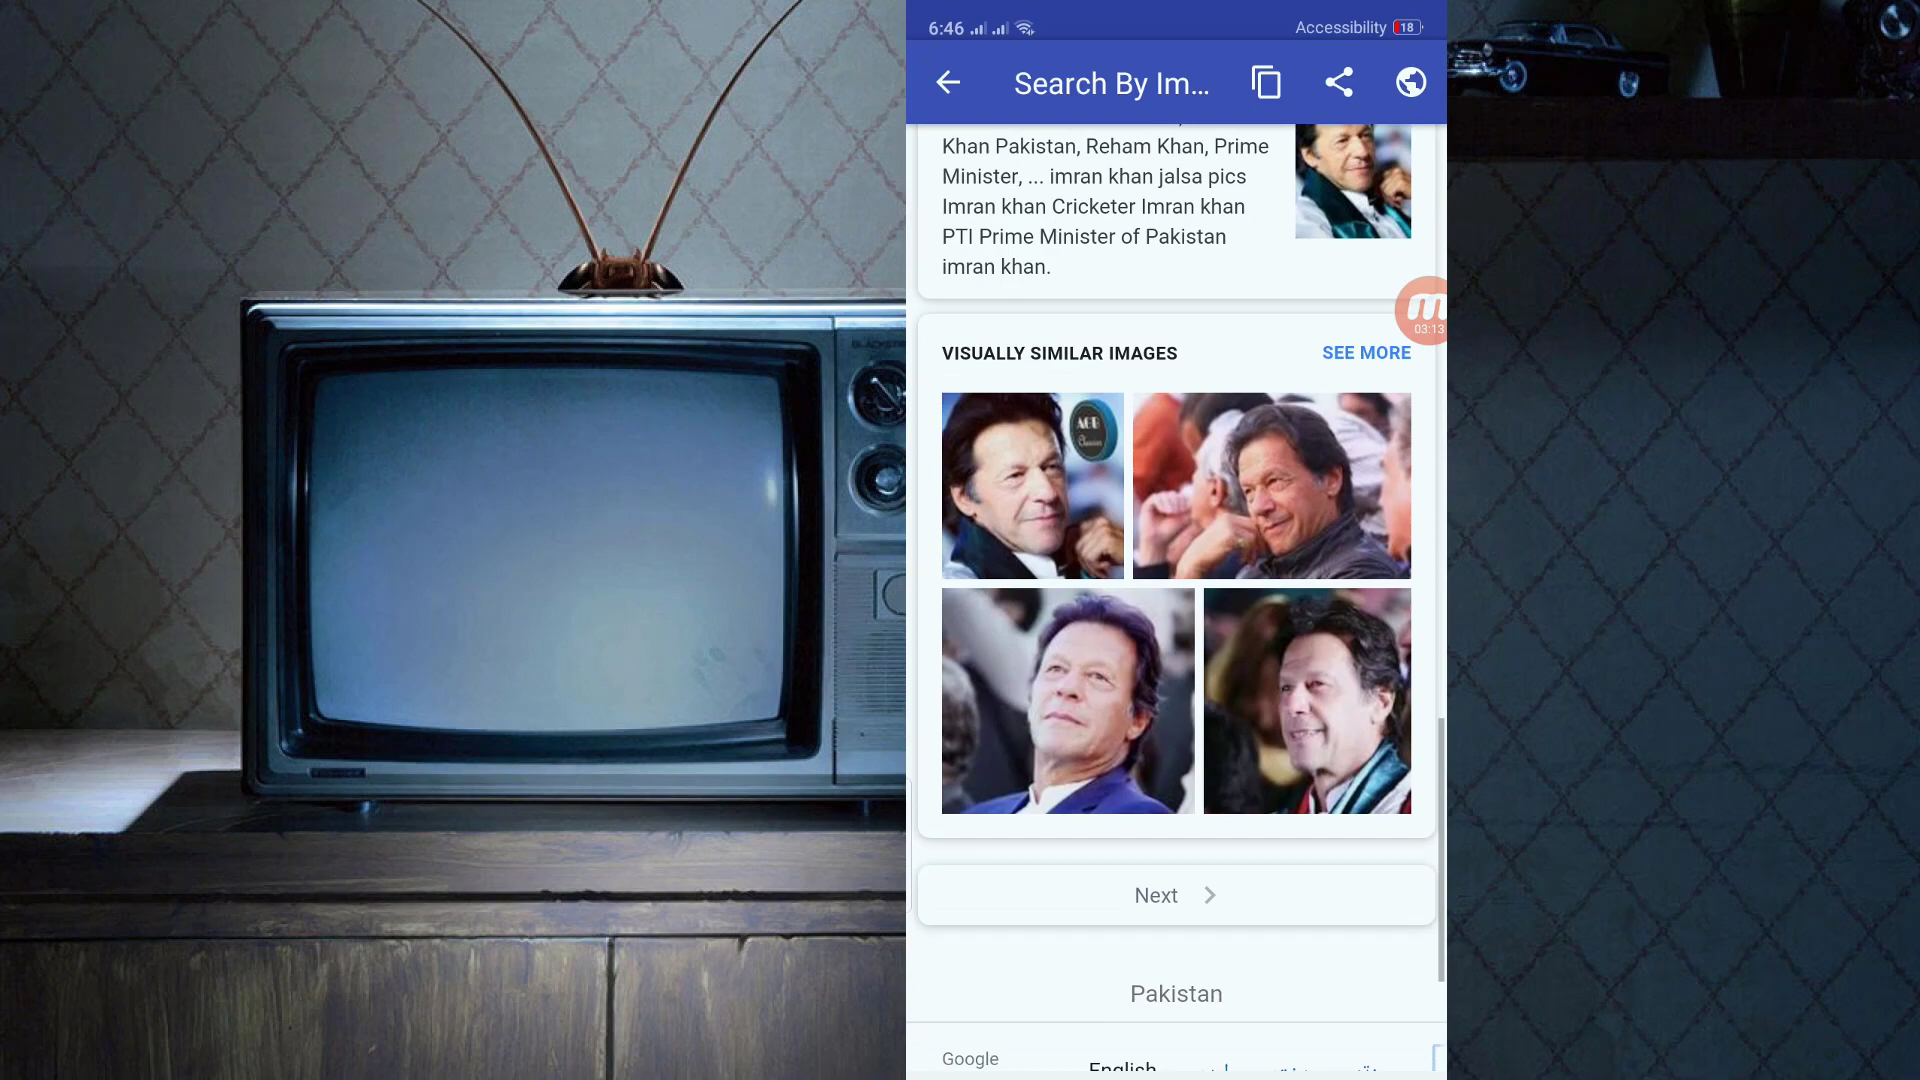 6:46
Accessibility 18
Search By Im...
Khan Pakistan, Reham Khan, Prime
Minister, ... imran khan jalsa pics
Imran khan Cricketer Imran khan
PTI Prime Minister of Pakistan
imran khan.
03:13
VISUALLY SIMILAR IMAGES
SEE MORE
Next
Pakistan
Google
English